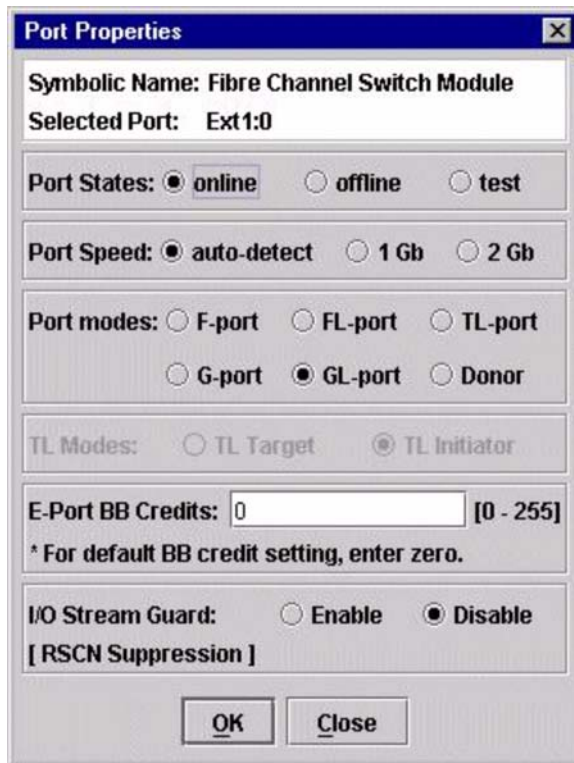 Port Properties
Symbolic Name: Fibre Channel Switch Module
Selected Port: Ext1:0
Port States: online offline test
Port Speed: auto-detect 1 Gb 2 Gb
Port modes: F-port FL-port TL-port
G-port GL-port Donor
TL Modes: TL Target TL Initiator
E-Port BB Credits: 0 [0 - 255]
* For default BB credit setting, enter zero.
I/O Stream Guard: Enable Disable
[ RSCN Suppression ]
OK Close